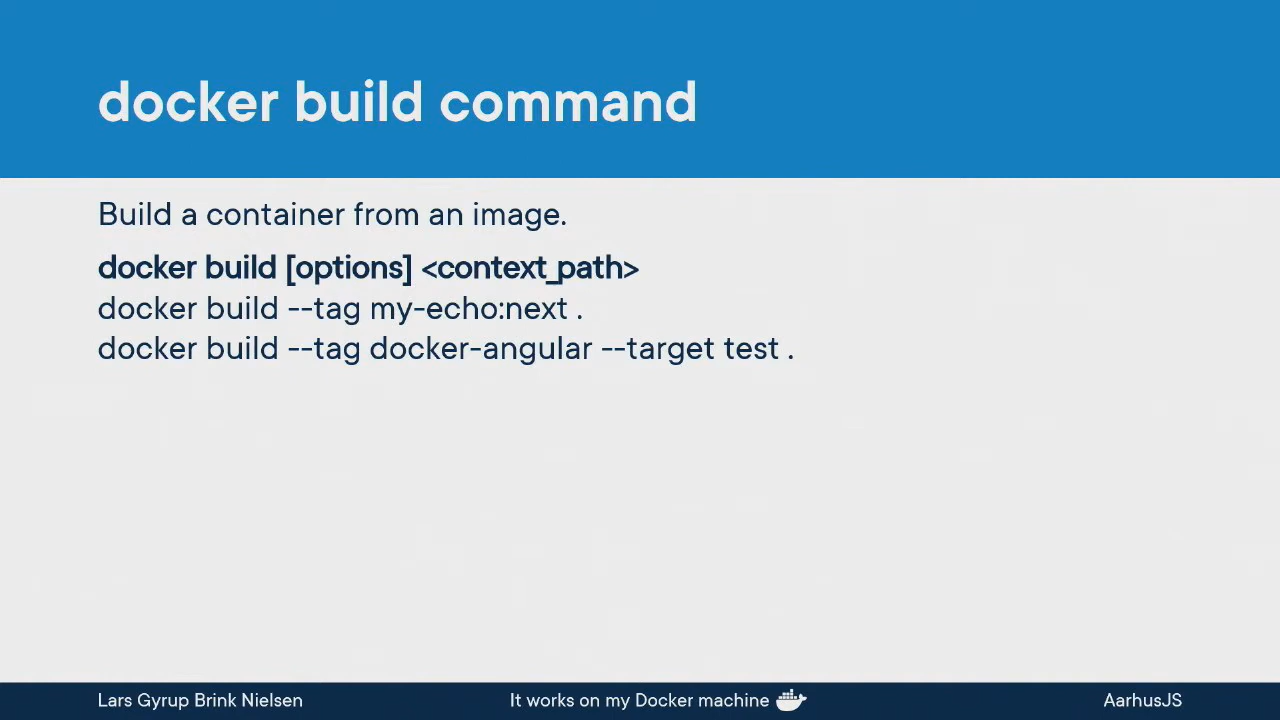 docker build command
Build a container from an image.
docker build [options] <context_path>
docker build --tag my-echo:next .
docker build --tag docker-angular --target test .
Lars Gyrup Brink Nielsen
It works on my Docker machine
AarhusJS